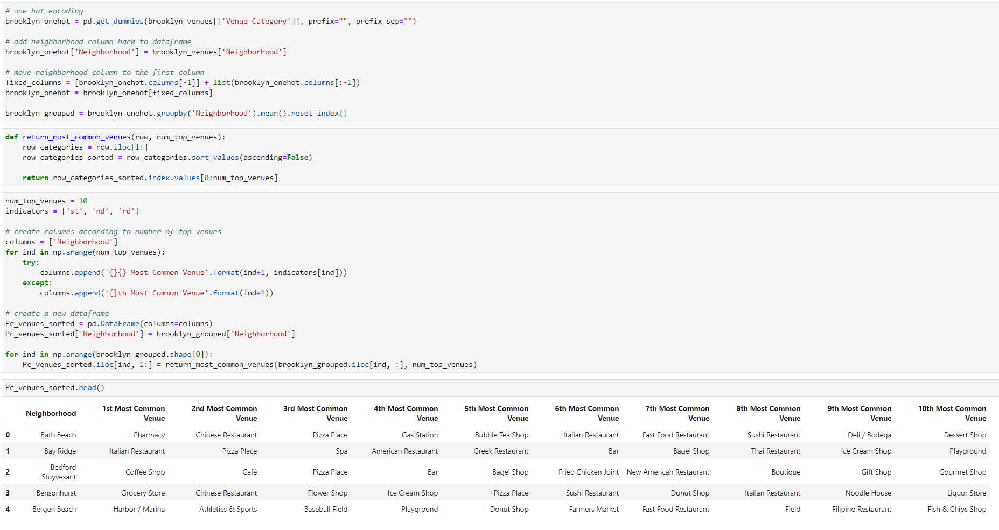 # one hot encoding
brooklyn_onehot = pd.get_dummies(brooklyn_venues[['Venue Category']], prefix="", prefix_sep="")
# add neighborhood column back to dataframe
brooklyn_onehot['Neighborhood'] = brooklyn_venues['Neighborhood']
# move neighborhood column to the first column
fixed_columns = [brooklyn_onehot.columns[-1]] + list(brooklyn_onehot.columns[:-1])
brooklyn_onehot = brooklyn_onehot[fixed_columns]
brooklyn_grouped = brooklyn_onehot.groupby('Neighborhood').mean().reset_index()
def return_most_common_venues(row, num_top_venues):
    row_categories = row.iloc[1:]
    row_categories_sorted = row_categories.sort_values(ascending=False)
    return row_categories_sorted.index.values[0:num_top_venues]
num_top_venues = 10
indicators = ['st', 'nd', 'rd']
# create columns according to number of top venues
columns = ['Neighborhood']
for ind in np.arange(num_top_venues):
    try:
        columns.append('{}{} Most Common Venue'.format(ind+1, indicators[ind]))
    except:
        columns.append('{}th Most Common Venue'.format(ind+1))
# create a new dataframe
Pc_venues_sorted = pd.DataFrame(columns=columns)
Pc_venues_sorted['Neighborhood'] = brooklyn_grouped['Neighborhood']
for ind in np.arange(brooklyn_grouped.shape[0]):
    Pc_venues_sorted.iloc[ind, 1:] = return_most_common_venues(brooklyn_grouped.iloc[ind, :], num_top_venues)
Pc_venues_sorted.head()
Neighborhood 1st Most Common Venue 2nd Most Common Venue 3rd Most Common Venue 4th Most Common Venue 5th Most Common Venue 6th Most Common Venue 7th Most Common Venue 8th Most Common Venue 9th Most Common Venue 10th Most Common Venue
0 Bath Beach Pharmacy Chinese Restaurant Pizza Place Gas Station Bubble Tea Shop Italian Restaurant Fast Food Restaurant Sushi Restaurant Deli / Bodega Dessert Shop
1 Bay Ridge Italian Restaurant Pizza Place Spa American Restaurant Greek Restaurant Bar Bagel Shop Thai Restaurant Ice Cream Shop Playground
2 Bedford Stuyvesant Coffee Shop Café Pizza Place Bar Bagel Shop Fried Chicken Joint New American Restaurant Boutique Gift Shop Gourmet Shop
3 Bensonhurst Grocery Store Chinese Restaurant Flower Shop Ice Cream Shop Pizza Place Sushi Restaurant Donut Shop Italian Restaurant Noodle House Liquor Store
4 Bergen Beach Harbor / Marina Athletics & Sports Baseball Field Playground Donut Shop Farmers Market Fast Food Restaurant Field Filipino Restaurant Fish & Chips Shop